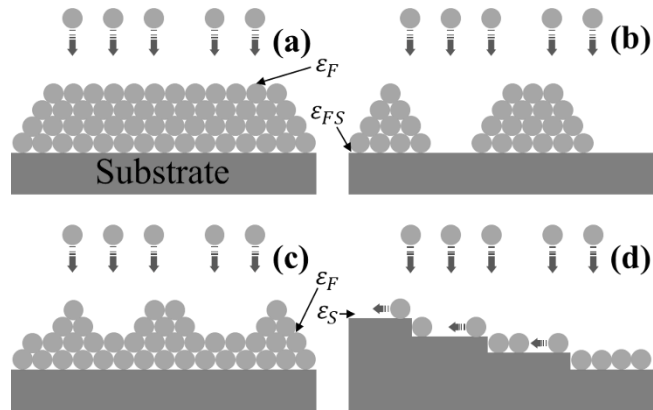 (a)
(b)
ε_F
ε_FS
Substrate
(c)
(d)
ε_F
ε_S